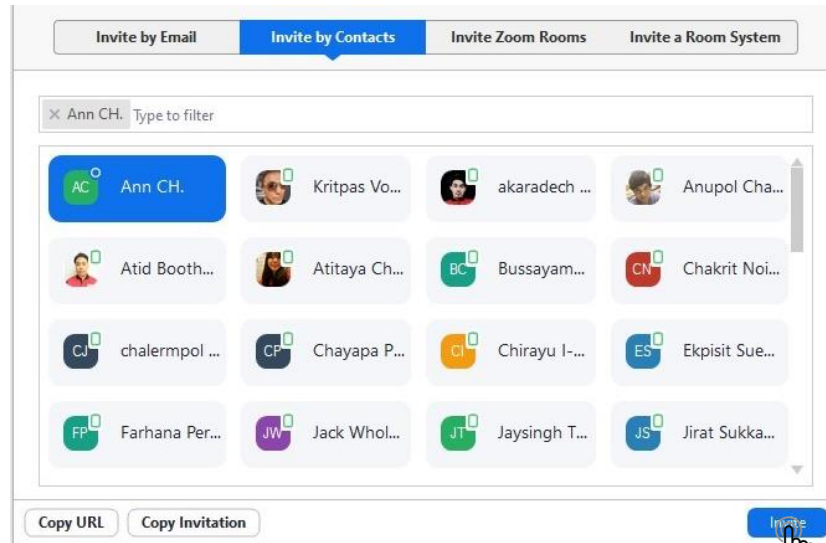 Invite by Email Invite by Contacts Invite Zoom Rooms Invite a Room System
× Ann CH. Type to filter
AC Ann CH. Kritpas Vo... akaradech ... Anupol Cha...
Atid Booth... Atitaya Ch... BC Bussayam... CN Chakrit Noi...
CJ chalermpol ... CP Chayapa P... CI Chirayu I-... ES Ekpisit Sue...
FP Farhana Per... JW Jack Whol... JT Jaysingh T... JS Jirat Sukka...
Copy URL Copy Invitation Invite